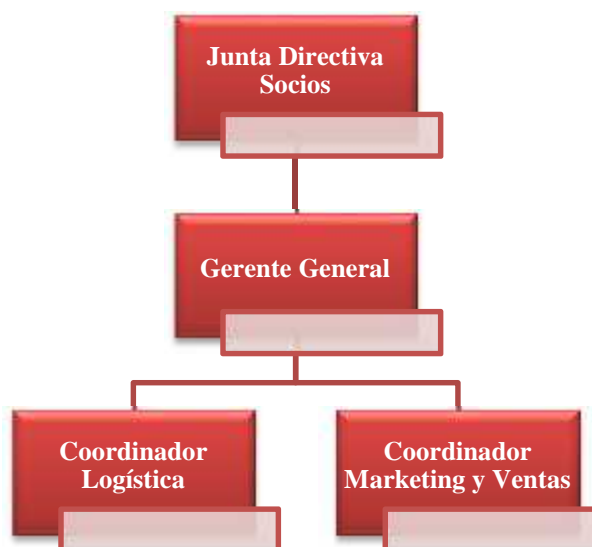 Junta Directiva
Socios
Gerente General
Coordinador
Logística
Coordinador
Marketing y Ventas